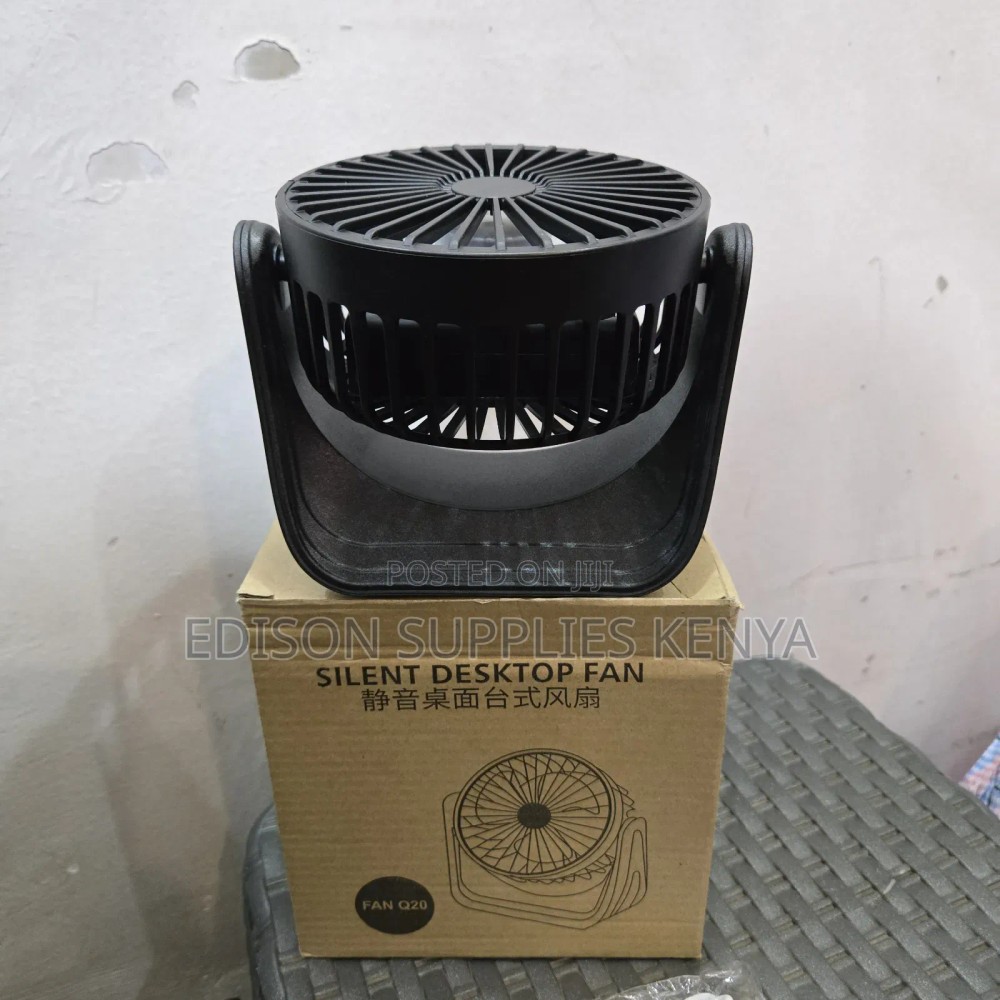 POSTED ON JIJI
EDISON SUPPLIES KENYA
SILENT DESKTOP FAN
静音桌面台式风扇
FAN Q20